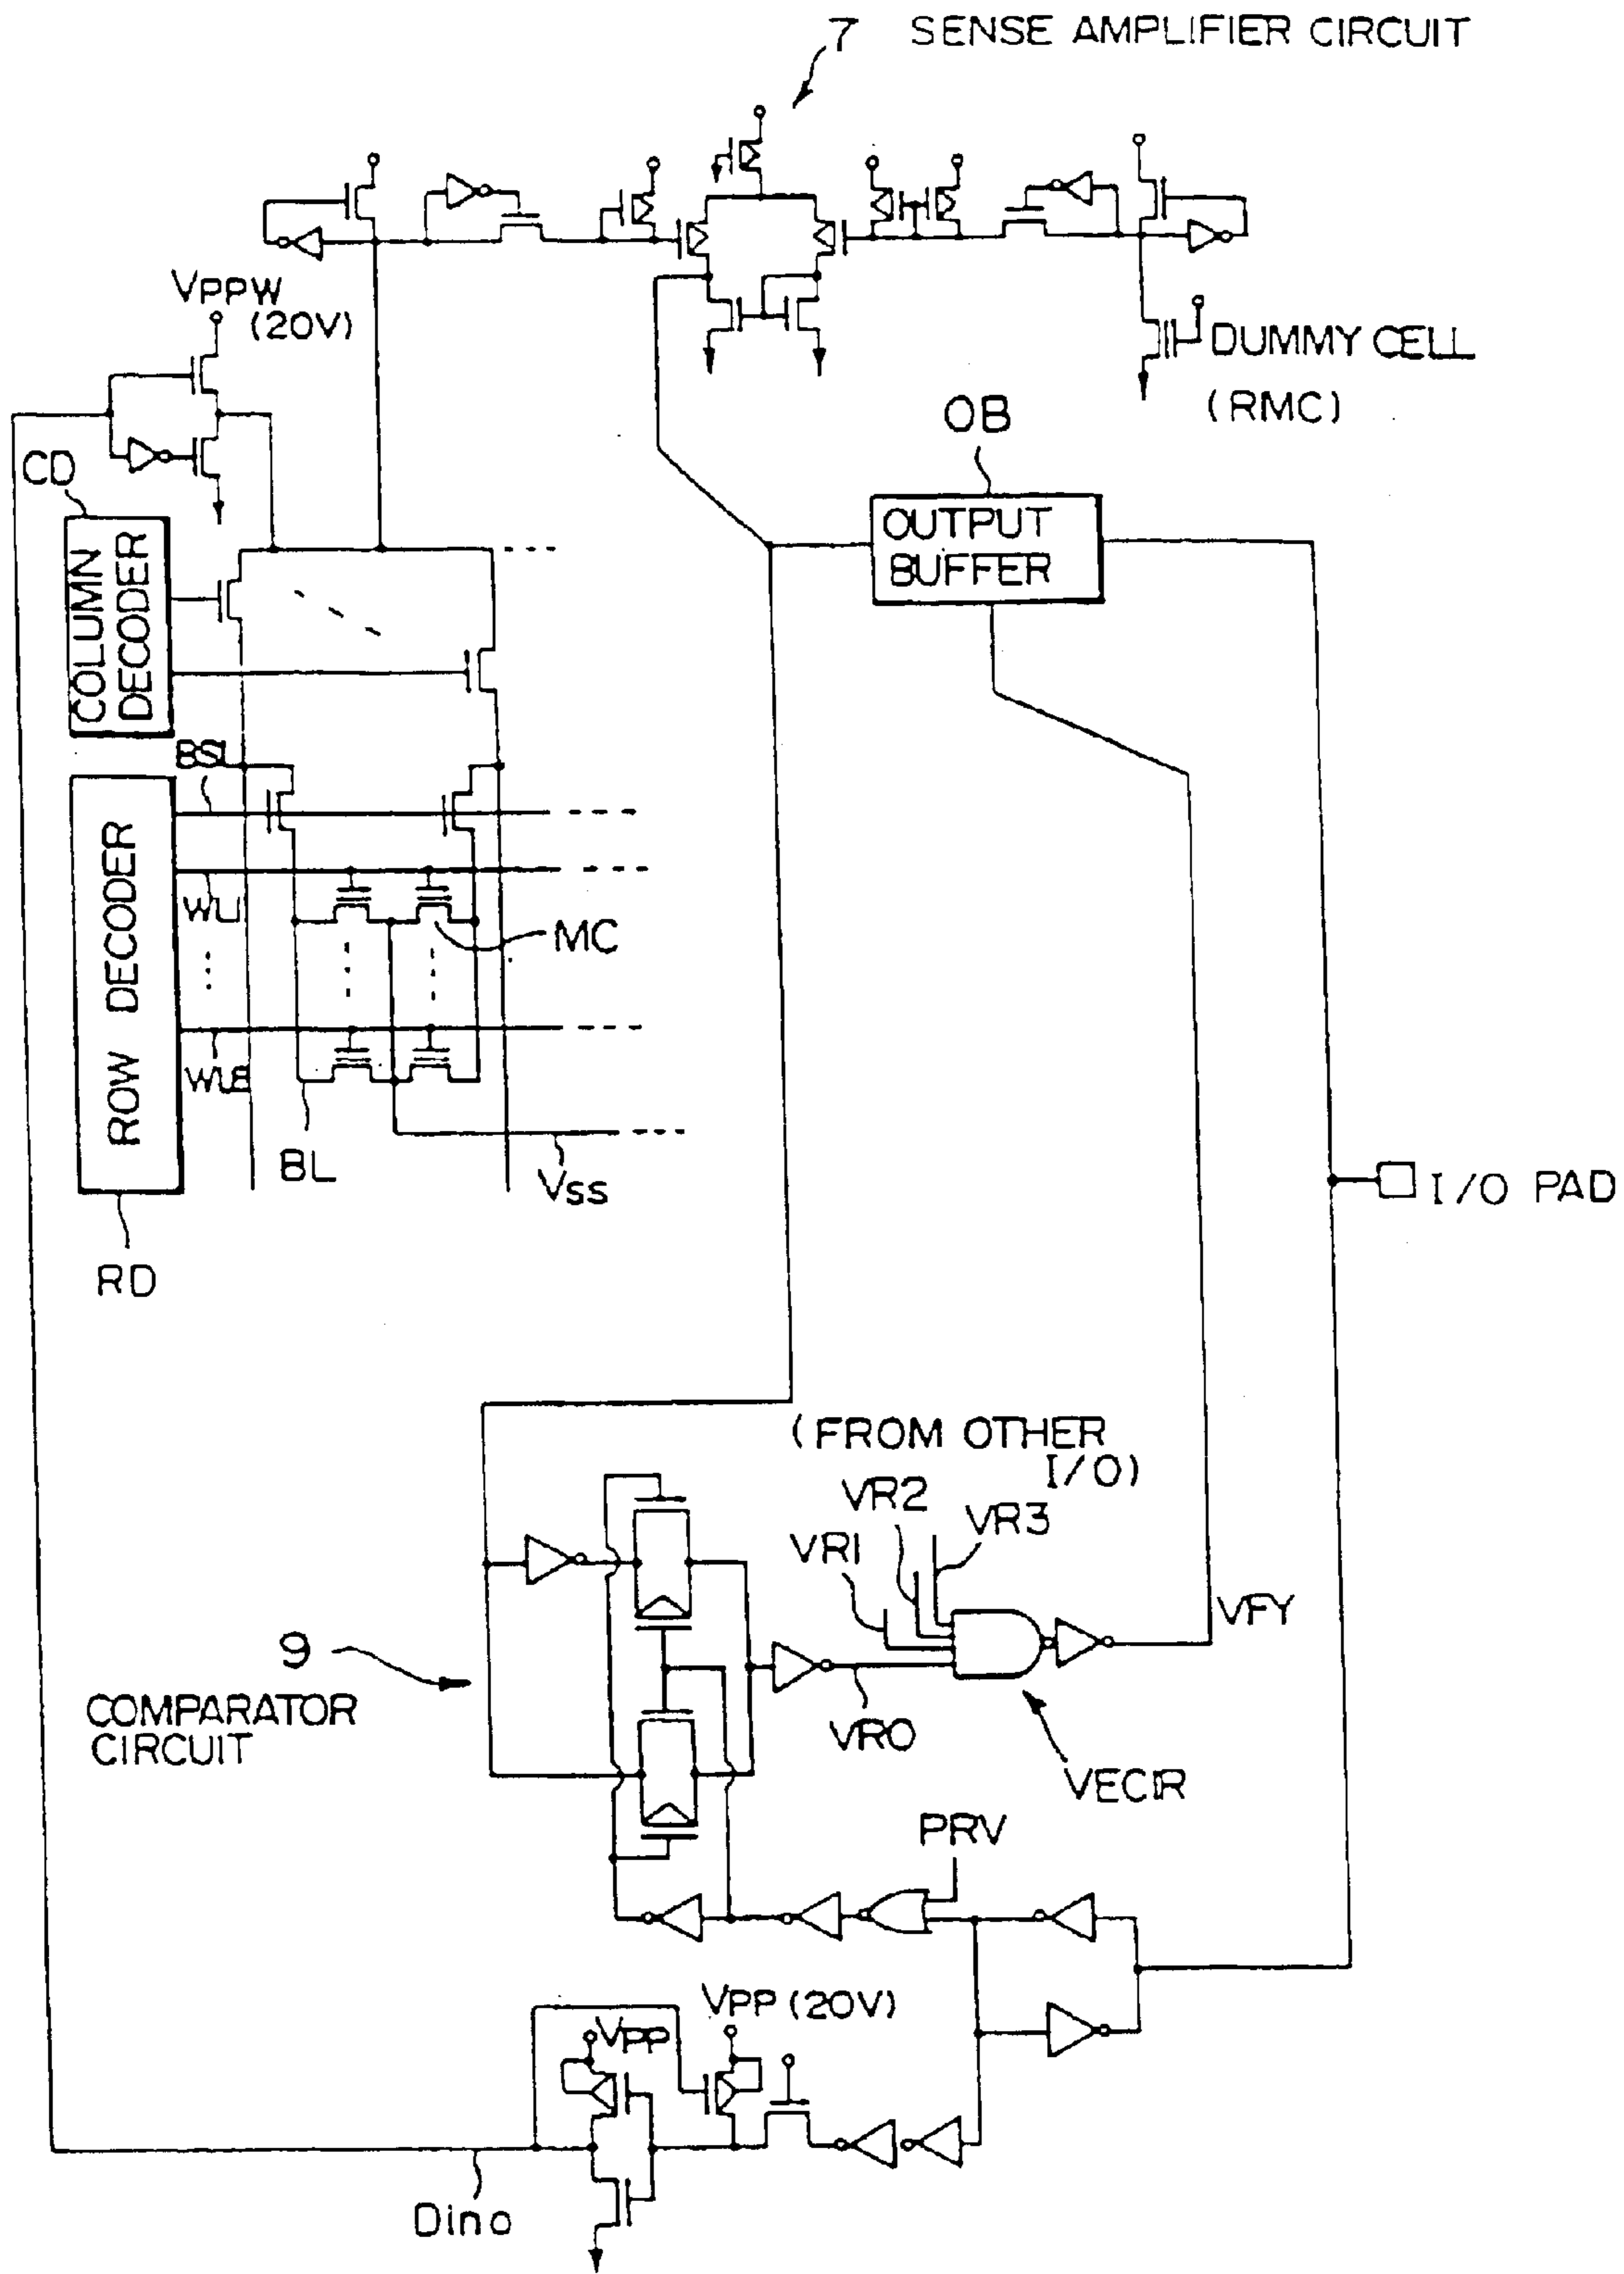 7 SENSE AMPLIFIER CIRCUIT
VPPW
(20V)
DUMMY CELL
(RMC)
OB
CD
OUTPUT
BUFFER
COLUMN
DECODER
BSL
ROW DECODER
WL1
MC
WL8
BL
VSS
I/O PAD
RD
(FROM OTHER
I/O)
VR2
VR3
VR1
VFY
9
COMPARATOR
CIRCUIT
VR0
VECIR
PRV
VPP (20V)
VPP
Dino